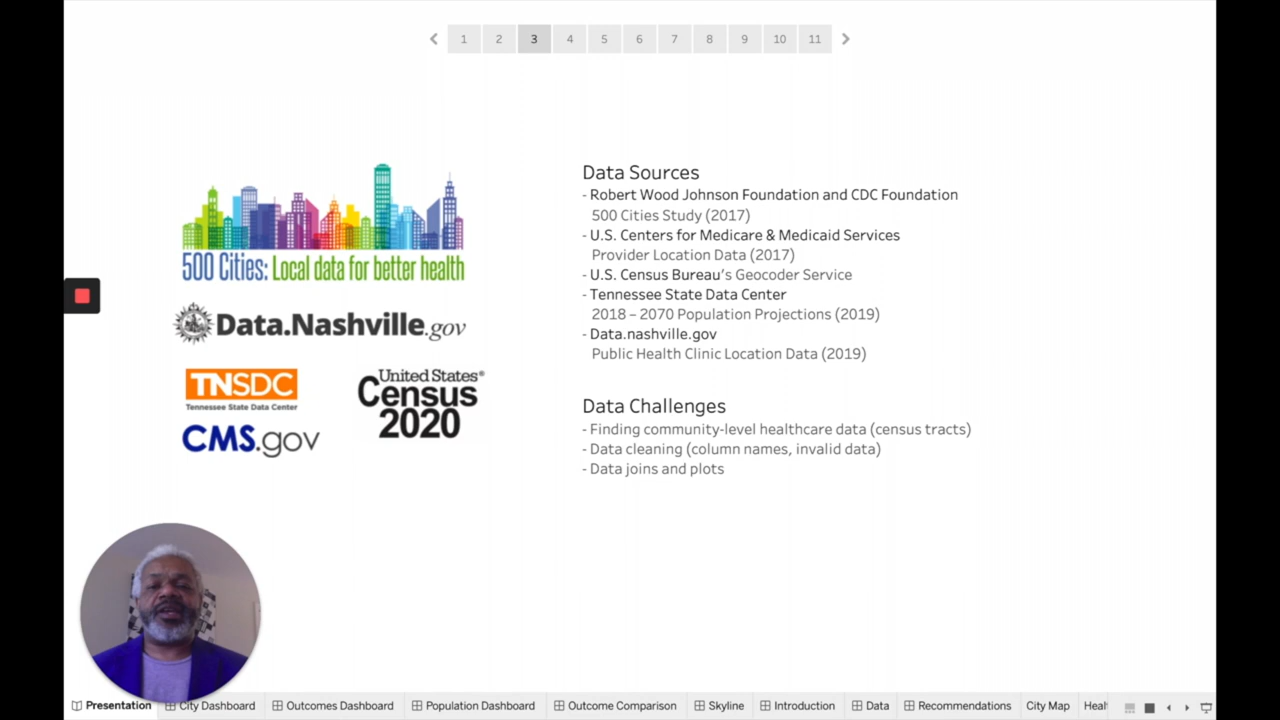 1 2 3 4 5 6 7 8 9 10 11
500 Cities: Local data for better health
Data.Nashville.gov
TNSDC
Tennessee State Data Center
CMS.gov
United States®
Census
2020
Data Sources
- Robert Wood Johnson Foundation and CDC Foundation
500 Cities Study (2017)
- U.S. Centers for Medicare & Medicaid Services
Provider Location Data (2017)
- U.S. Census Bureau's Geocoder Service
- Tennessee State Data Center
2018 – 2070 Population Projections (2019)
- Data.nashville.gov
Public Health Clinic Location Data (2019)
Data Challenges
- Finding community-level healthcare data (census tracts)
- Data cleaning (column names, invalid data)
- Data joins and plots
Presentation City Dashboard Outcomes Dashboard Population Dashboard Outcome Comparison Skyline Introduction Data Recommendations City Map Heal